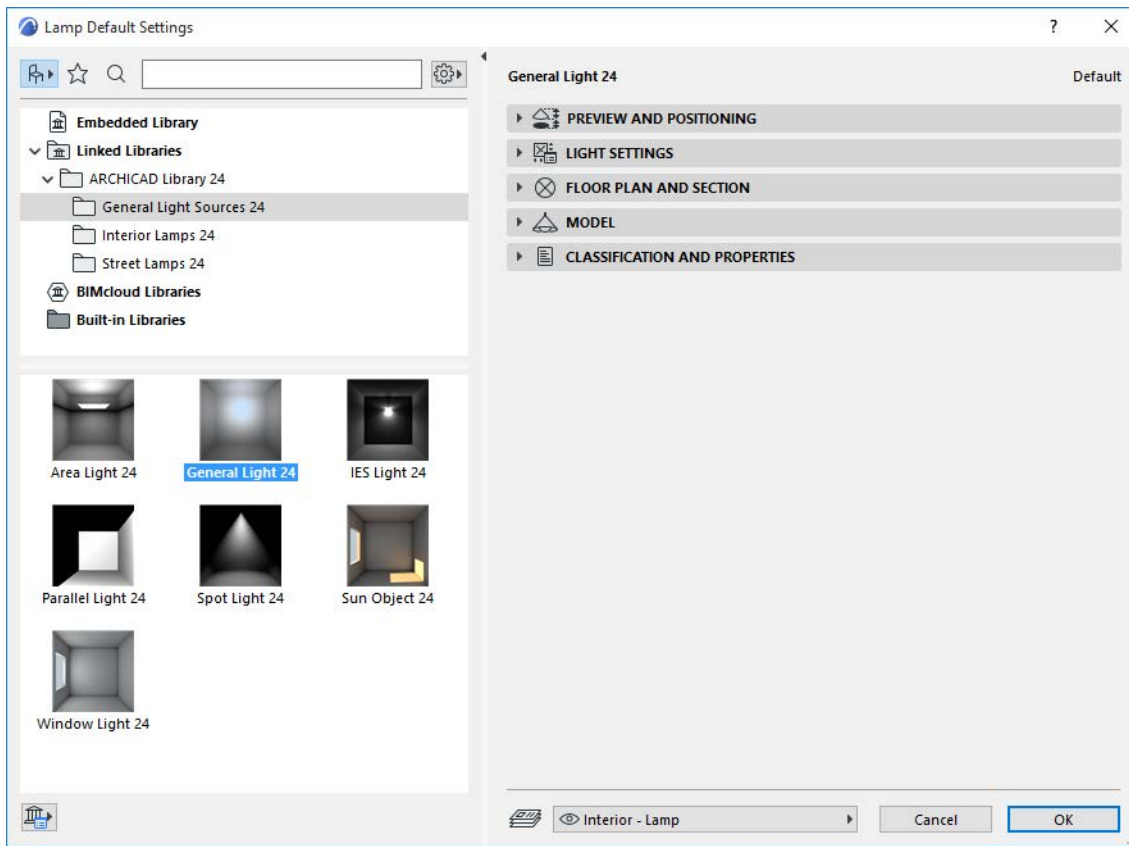 Lamp Default Settings
?
General Light 24 Default
Embedded Library
Linked Libraries
ARCHICAD Library 24
General Light Sources 24
Interior Lamps 24
Street Lamps 24
BIMcloud Libraries
Built-in Libraries
PREVIEW AND POSITIONING
LIGHT SETTINGS
FLOOR PLAN AND SECTION
MODEL
CLASSIFICATION AND PROPERTIES
Area Light 24 General Light 24 IES Light 24
Parallel Light 24 Spot Light 24 Sun Object 24
Window Light 24
Interior - Lamp Cancel OK